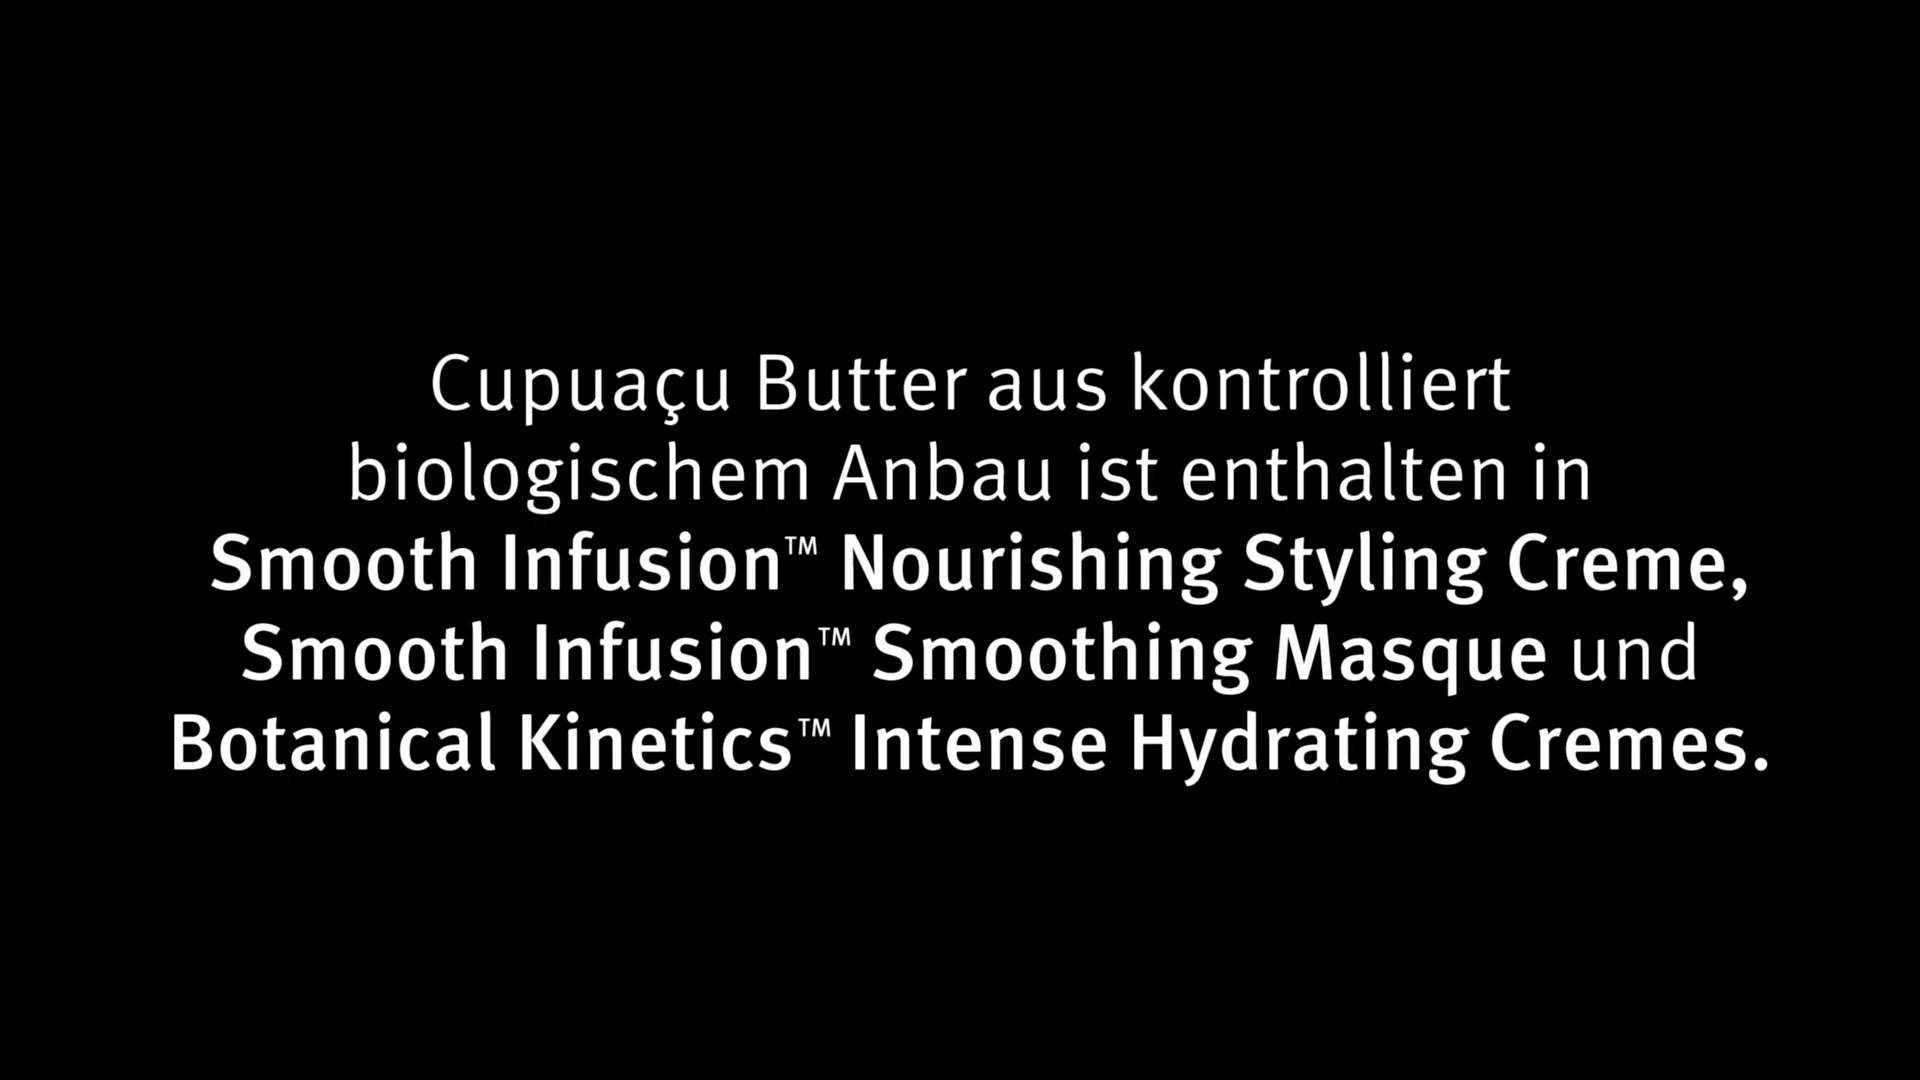 Cupuaçu Butter aus kontrolliert
biologischem Anbau ist enthalten in
Smooth Infusion™ Nourishing Styling Creme,
Smooth Infusion™ Smoothing Masque und
Botanical Kinetics™ Intense Hydrating Cremes.